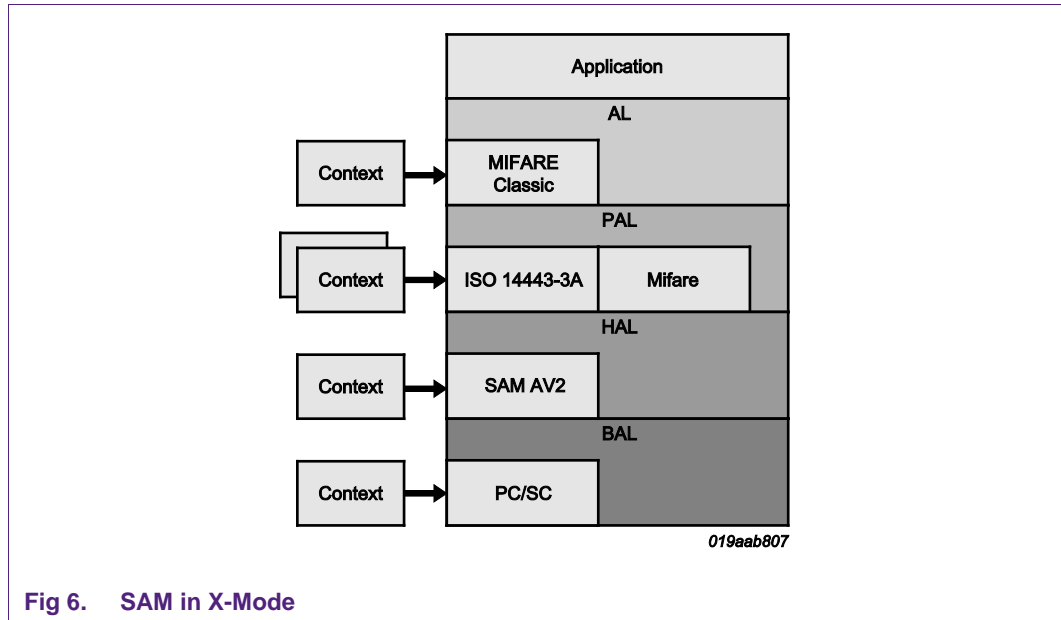 Application
AL
Context
MIFARE
Classic
PAL
Context
ISO 14443-3A
Mifare
HAL
Context
SAM AV2
BAL
Context
PC/SC
019aab807
Fig 6. SAM in X-Mode